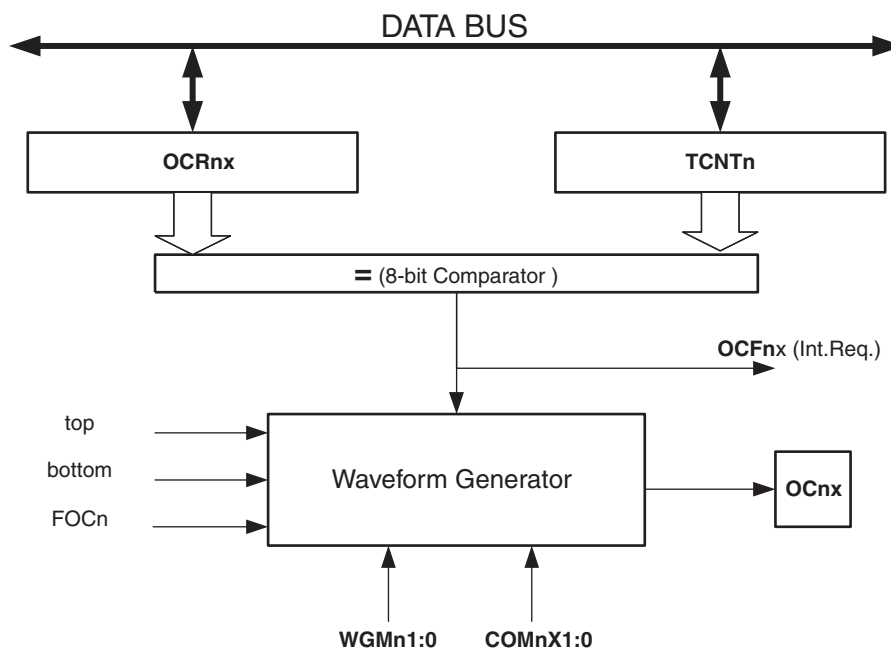 DATA BUS
OCRnx
TCNTn
= (8-bit Comparator )
OCFnx (Int.Req.)
top
bottom
FOCn
Waveform Generator
OCnx
WGMn1:0
COMnX1:0